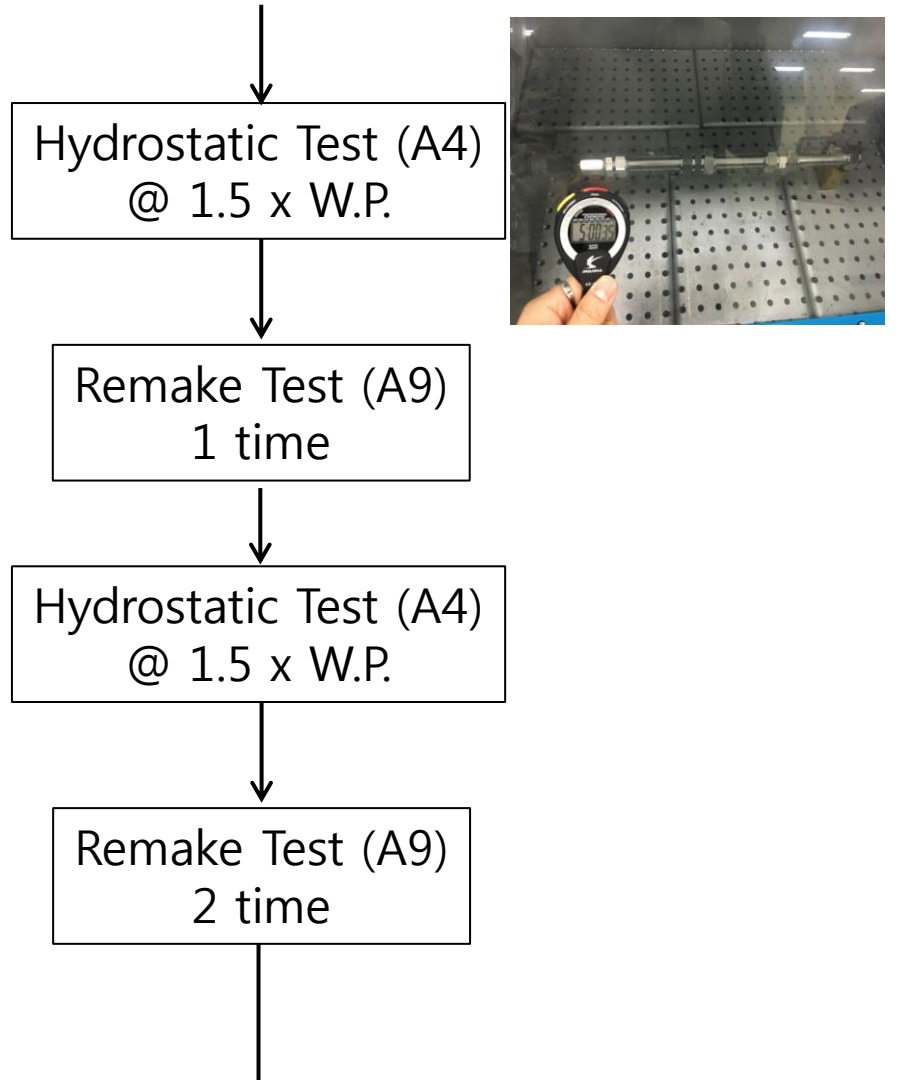 Hydrostatic Test (A4)
@ 1.5 x W.P.
Remake Test (A9)
1 time
Hydrostatic Test (A4)
@ 1.5 x W.P.
Remake Test (A9)
2 time